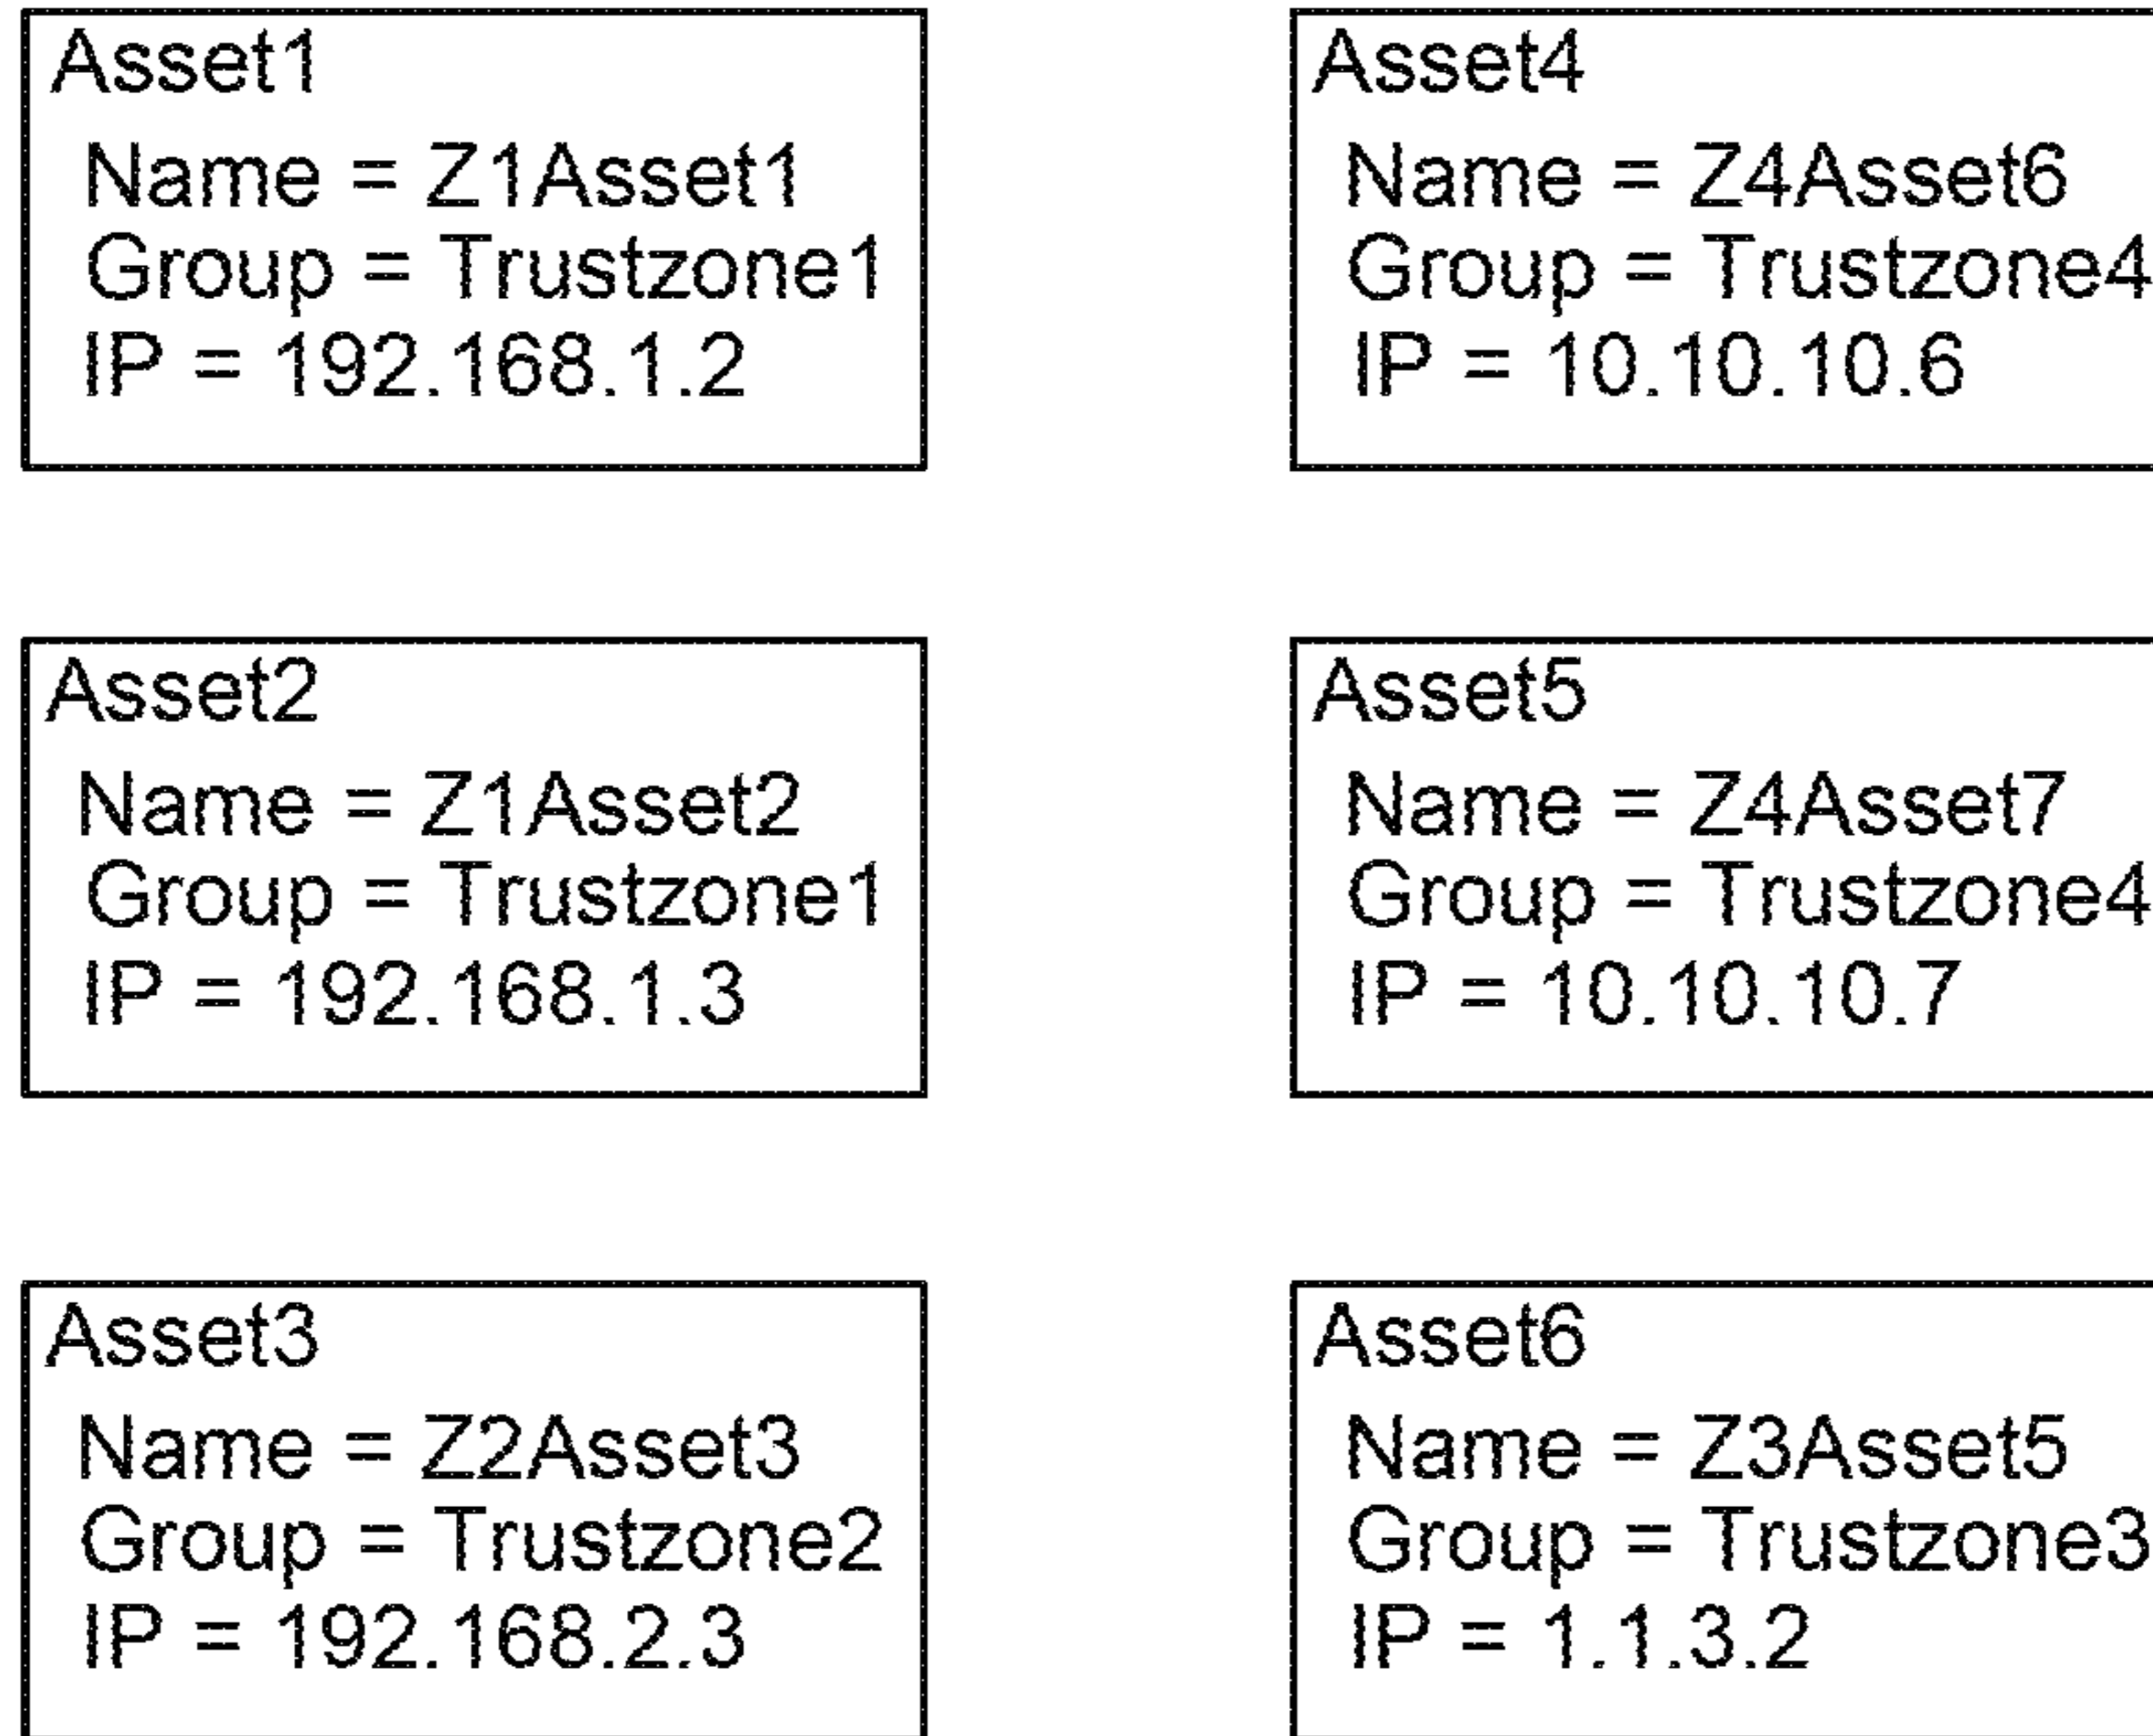 Asset1
Name = Z1Asset1
Group = Trustzone1
IP = 192.168.1.2
Asset2
Name = Z1Asset2
Group = Trustzone1
IP = 192.168.1.3
Asset3
Name = Z2Asset3
Group = Trustzone2
IP = 192.168.2.3
Asset4
Name = Z4Asset6
Group = Trustzone4
IP = 10.10.10.6
Asset5
Name = Z4Asset7
Group = Trustzone4
IP = 10.10.10.7
Asset6
Name = Z3Asset5
Group = Trustzone3
IP = 1.1.3.2